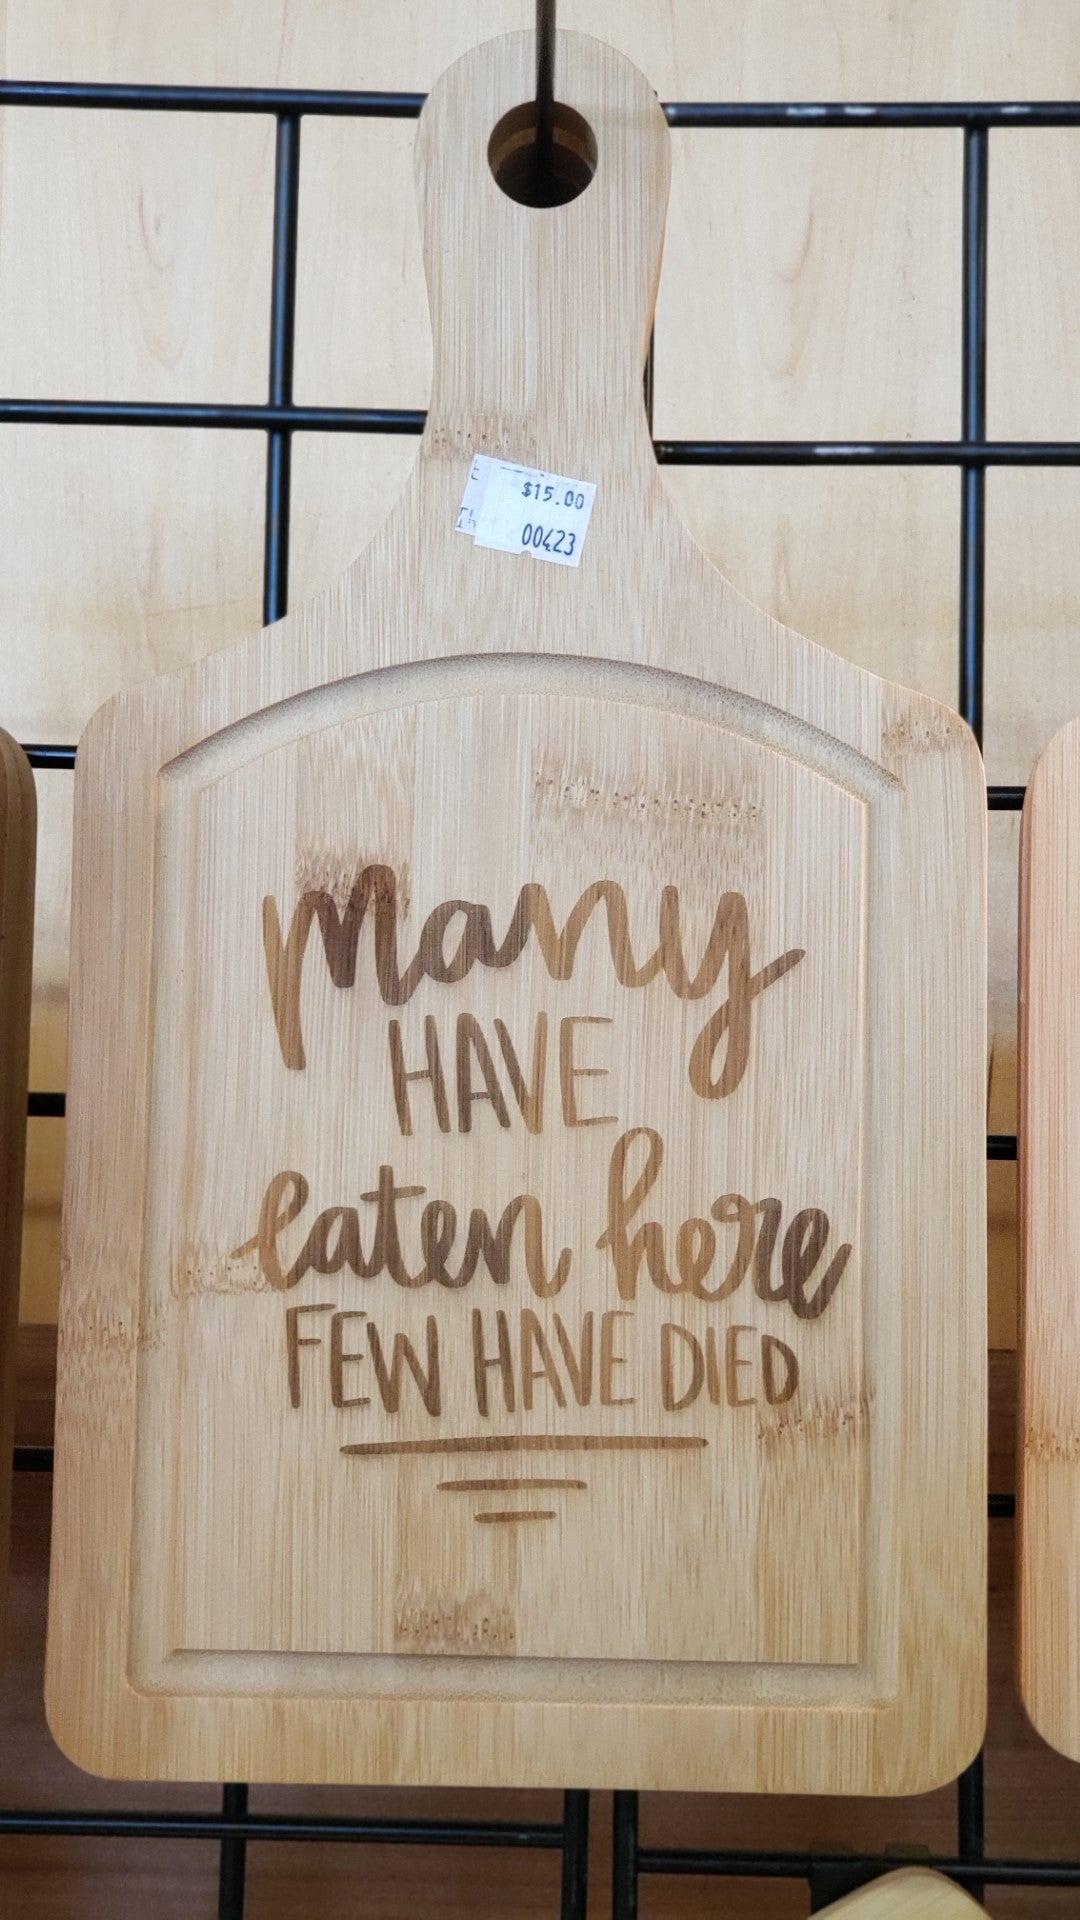 $15.00
00423
many
HAVE
eaten here
FEW HAVE DIED